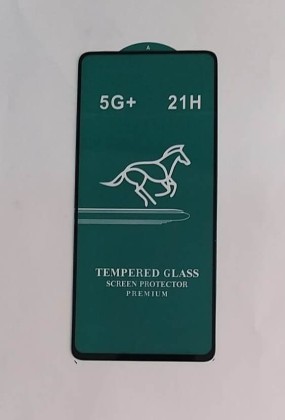 A
5G+ 21H
TEMPERED GLASS
SCREEN PROTECTOR
PREMIUM